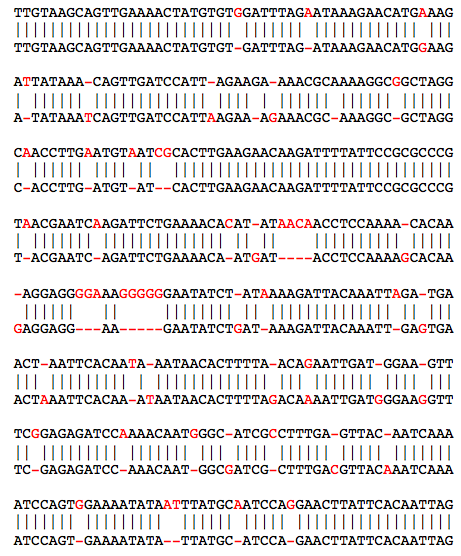 TTGTAAGCAGTTGAAAACTATGTGTGGATTTAGAATAAAGAACATGAAAG
TTGTAAGCAGTTGAAAACTATGTGT-GATTTAG-ATAAAGAACATGGAAG
ATTATAAA-CAGTTGATCCATT-AGAAGA-AAACGCAAAAGGCGGCTAGG
A-TATAAATCAGTTGATCCATTAAGAA-AGAAACGC-AAAGGC-GCTAGG
CAACCTTGAATGTAATCGCACTTGAAGAACAAGATTTTATTCCGCGCCCG
C-ACCTTG-ATGT-AT--CACTTGAAGAACAAGATTTTATTCCGCGCCCG
TAACGAATCAAGATTCTGAAAACACAT-ATAACAACCTCCAAAA-CACAA
T-ACGAATC-AGATTCTGAAAACA-ATGAT----ACCTCCAAAAGCACAA
-AGGAGGGGAAAGGGGGGAATATCT-ATAAAAGATTACAAATTAGA-TGA
GAGGAGG---AA-----GAATATCTGAT-AAAGATTACAAATT-GAGTGA
ACT-AATTCACAATA-AATAACACTTTTA-ACAGAATTGAT-GGAA-GTT
ACTAAATTCACAA-ATAATAACACTTTTAGACAAAATTGATGGGAAGGTT
TCGGAGAGATCCAAAACAATGGGC-ATCGCCTTTGA-GTTAC-AATCAAA
TC-GAGAGATCC-AAACAAT-GGCGATCG-CTTTGACGTTACAAATCAAA
ATCCAGTGGAAAATATAATTTATGCAATCCAGGAACTTATTCACAATTAG
ATCCAGT-GAAAATATA--TTATGC-ATCCA-GAACTTATTCACAATTAG